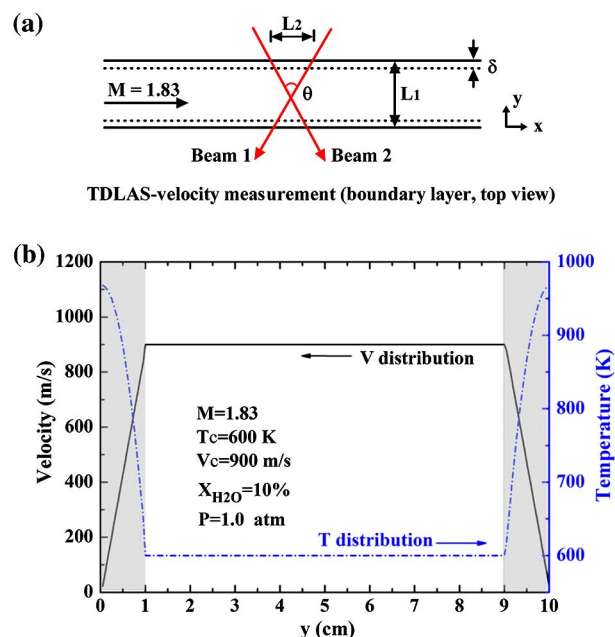 (a)
L2
δ
M = 1.83
θ
L1
y
x
Beam 1
Beam 2
TDLAS-velocity measurement (boundary layer, top view)
(b)
1200
1000
800
600
400
200
0
Velocity (m/s)
1000
900
800
700
600
Temperature (K)
V distribution
M=1.83
TC=600 K
VC=900 m/s
XH2O=10%
P=1.0 atm
T distribution
0 1 2 3 4 5 6 7 8 9 10
y (cm)